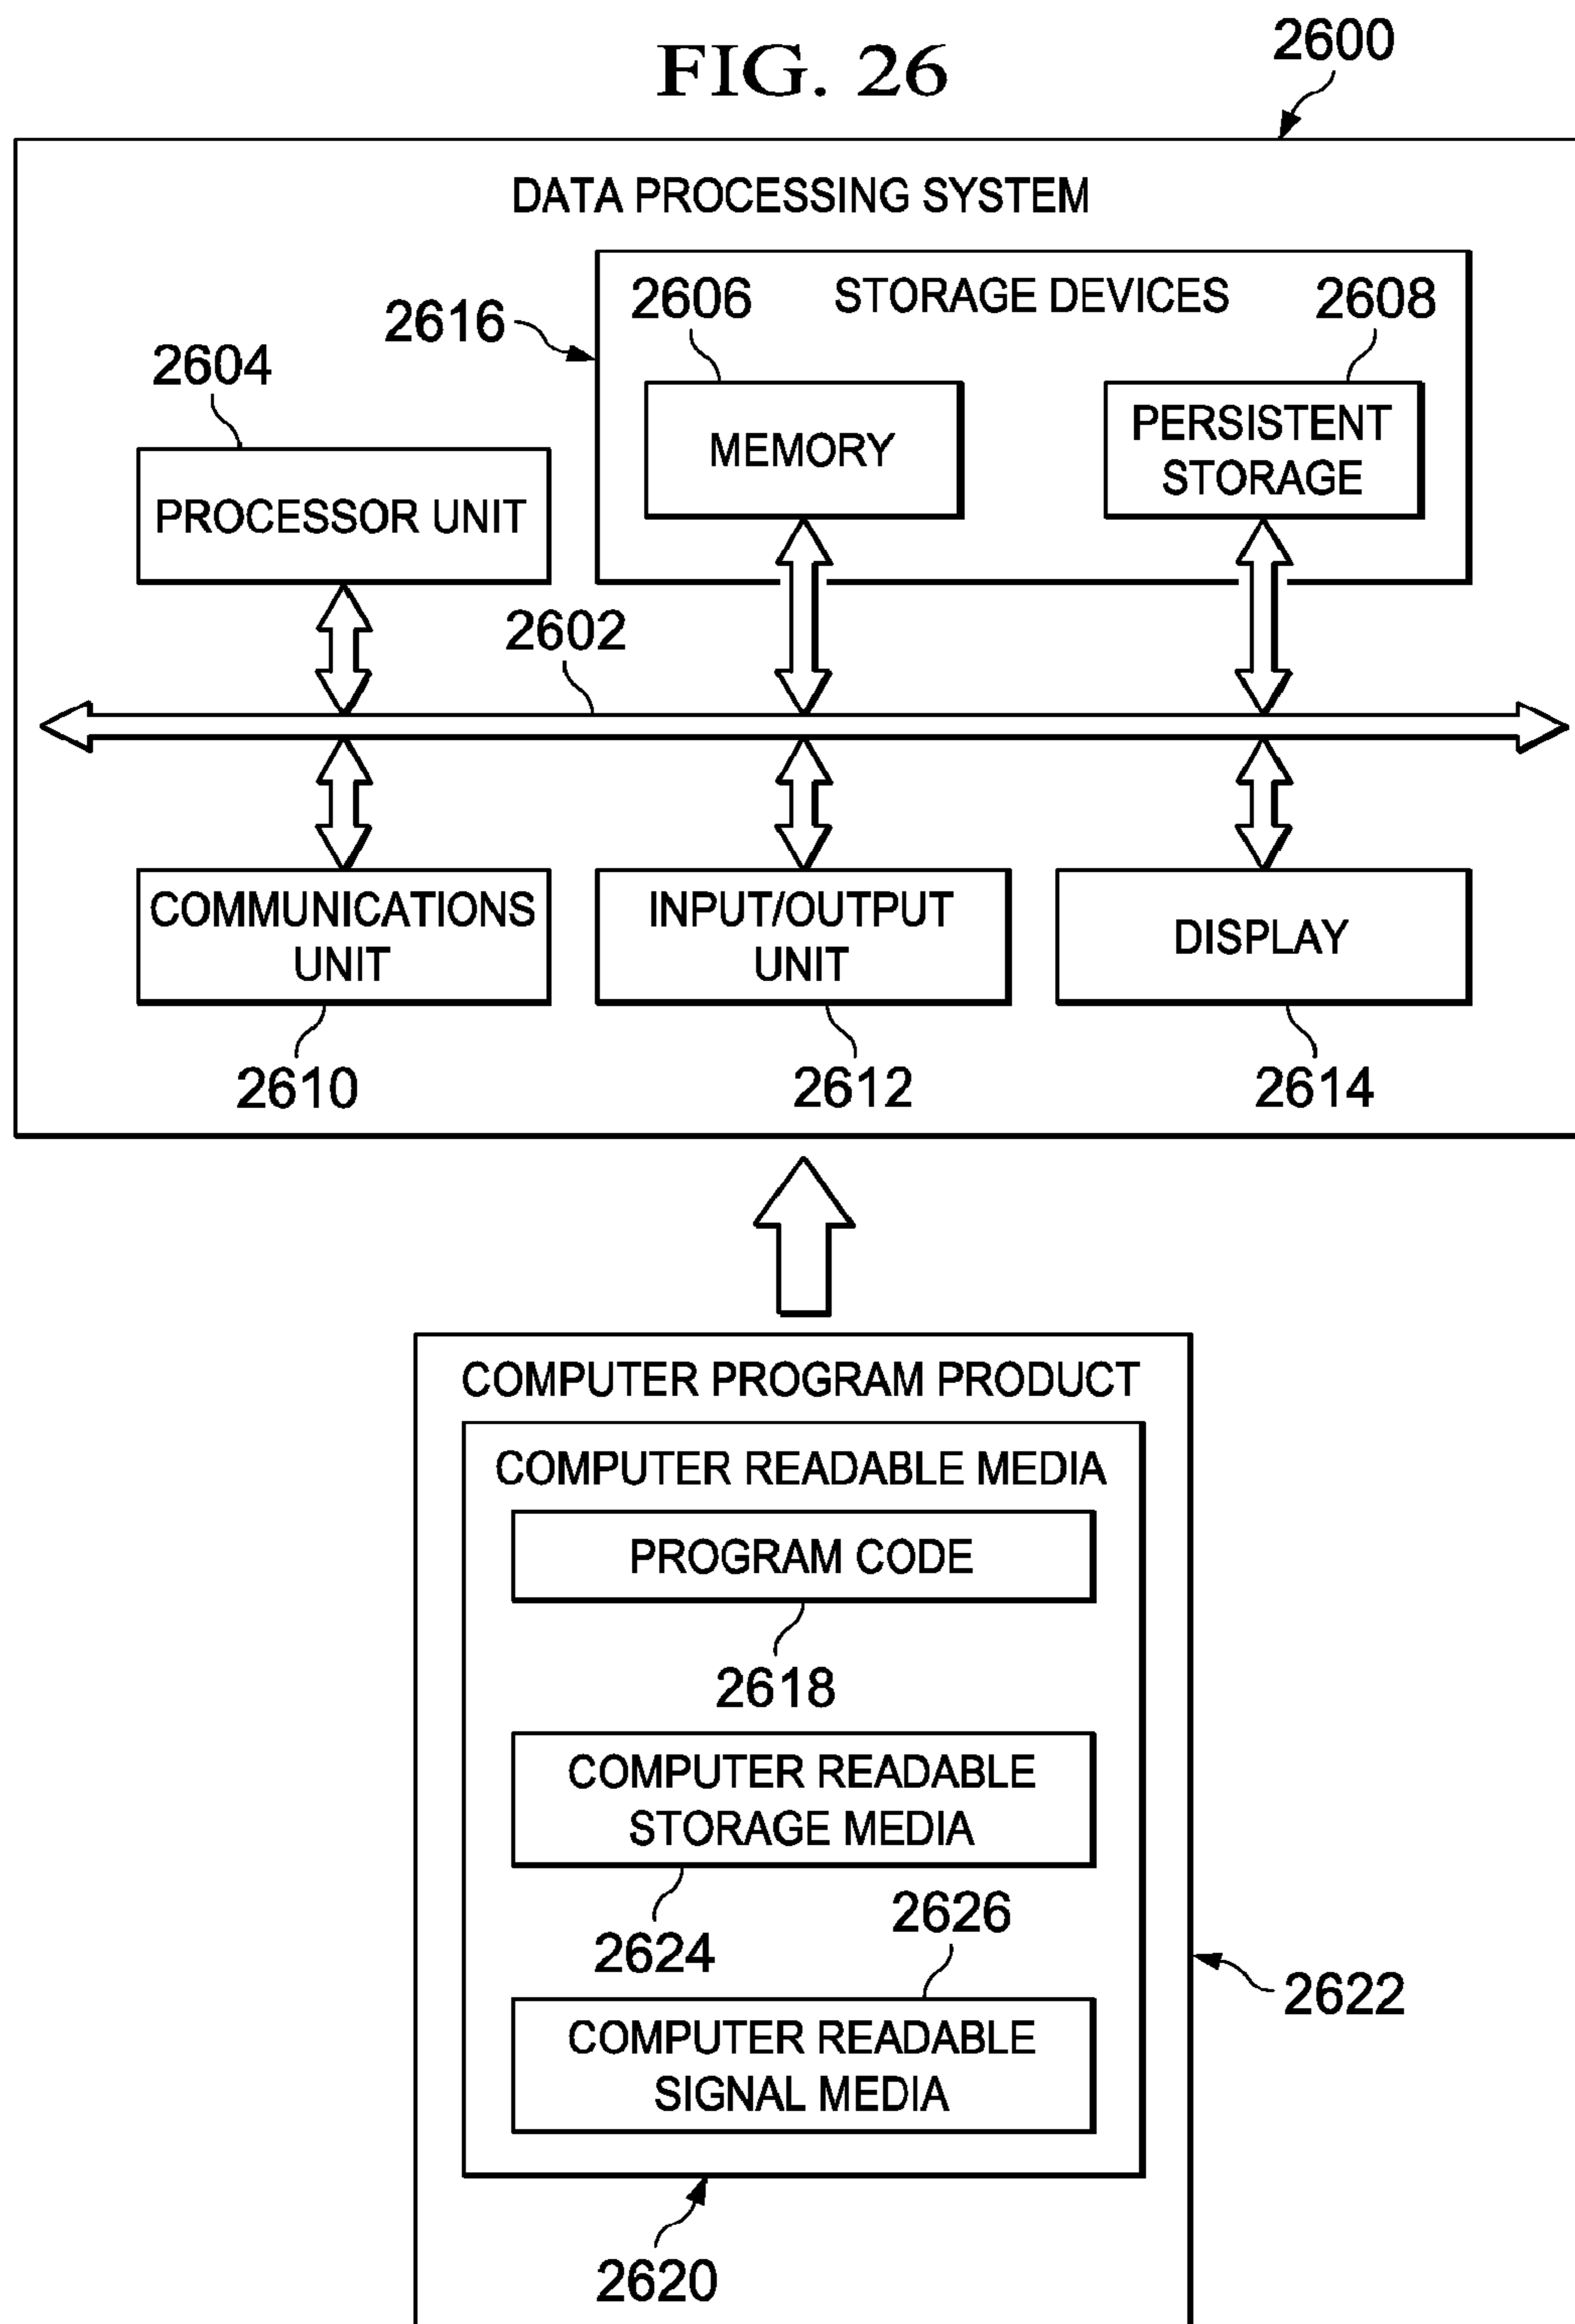 FIG. 26
2600
DATA PROCESSING SYSTEM
2616
2606
STORAGE DEVICES
2608
2604
MEMORY
PERSISTENT
STORAGE
PROCESSOR UNIT
2602
COMMUNICATIONS
UNIT
INPUT/OUTPUT
UNIT
DISPLAY
2610
2612
2614
COMPUTER PROGRAM PRODUCT
COMPUTER READABLE MEDIA
PROGRAM CODE
2618
COMPUTER READABLE
STORAGE MEDIA
2624
2626
COMPUTER READABLE
SIGNAL MEDIA
2622
2620